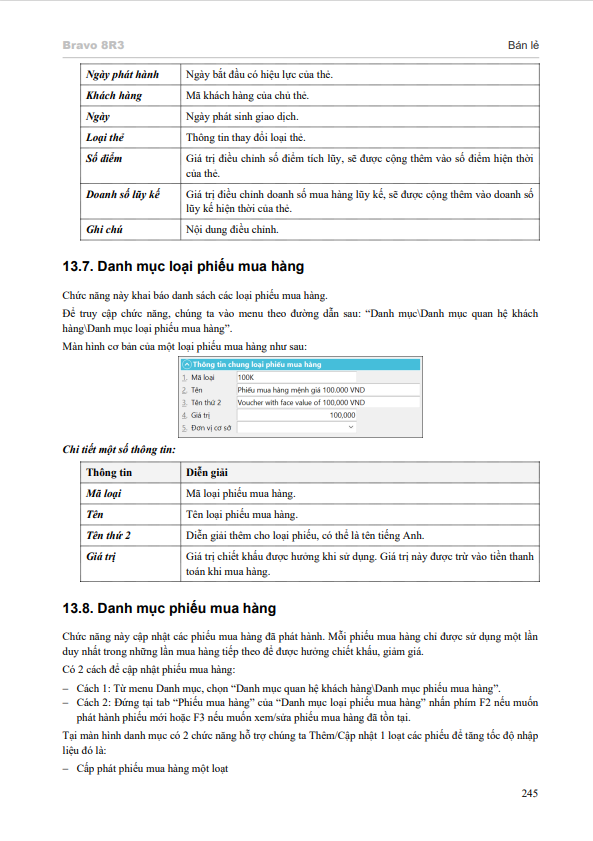 Bravo 8R3 Bán lẻ
Ngày phát hành Ngày bắt đầu có hiệu lực của thẻ.
Khách hàng Mã khách hàng của chủ thẻ.
Ngày Ngày phát sinh giao dịch.
Loại thẻ Thông tin thay đổi loại thẻ.
Số điểm Giá trị điều chỉnh số điểm tích lũy, sẽ được cộng thêm vào số điểm hiện thời
của thẻ.
Doanh số lũy kế Giá trị điều chỉnh doanh số mua hàng lũy kế, sẽ được cộng thêm vào doanh số
lũy kế hiện thời của thẻ.
Ghi chú Nội dung điều chỉnh.
13.7. Danh mục loại phiếu mua hàng
Chức năng này khai báo danh sách các loại phiếu mua hàng.
Để truy cập chức năng, chúng ta vào menu theo đường dẫn sau: “Danh mục\Danh mục quan hệ khách
hàng\Danh mục loại phiếu mua hàng”.
Màn hình cơ bản của một loại phiếu mua hàng như sau:
Thông tin chung loại phiếu mua hàng
1. Mã loại 100K
2. Tên Phiếu mua hàng mệnh giá 100.000 VND
3. Tên thứ 2 Voucher with face value of 100,000 VND
4. Giá trị 100,000
5. Đơn vị cơ sở
Chi tiết một số thông tin:
Thông tin Diễn giải
Mã loại Mã loại phiếu mua hàng.
Tên Tên loại phiếu mua hàng.
Tên thứ 2 Diễn giải thêm cho loại phiếu, có thể là tên tiếng Anh.
Giá trị Giá trị chiết khấu được hưởng khi sử dụng. Giá trị này được trừ vào tiền thanh
toán khi mua hàng.
13.8. Danh mục phiếu mua hàng
Chức năng này cập nhật các phiếu mua hàng đã phát hành. Mỗi phiếu mua hàng chỉ được sử dụng một lần
duy nhất trong những lần mua hàng tiếp theo để được hưởng chiết khấu, giảm giá.
Có 2 cách để cập nhật phiếu mua hàng:
– Cách 1: Từ menu Danh mục, chọn “Danh mục quan hệ khách hàng\Danh mục phiếu mua hàng”.
– Cách 2: Đứng tại tab “Phiếu mua hàng” của “Danh mục loại phiếu mua hàng” nhấn phím F2 nếu muốn
phát hành phiếu mới hoặc F3 nếu muốn xem/sửa phiếu mua hàng đã tồn tại.
Tại màn hình danh mục có 2 chức năng hỗ trợ chúng ta Thêm/Cập nhật 1 loạt các phiếu để tăng tốc độ nhập
liệu đó là:
– Cấp phát phiếu mua hàng một loạt
245